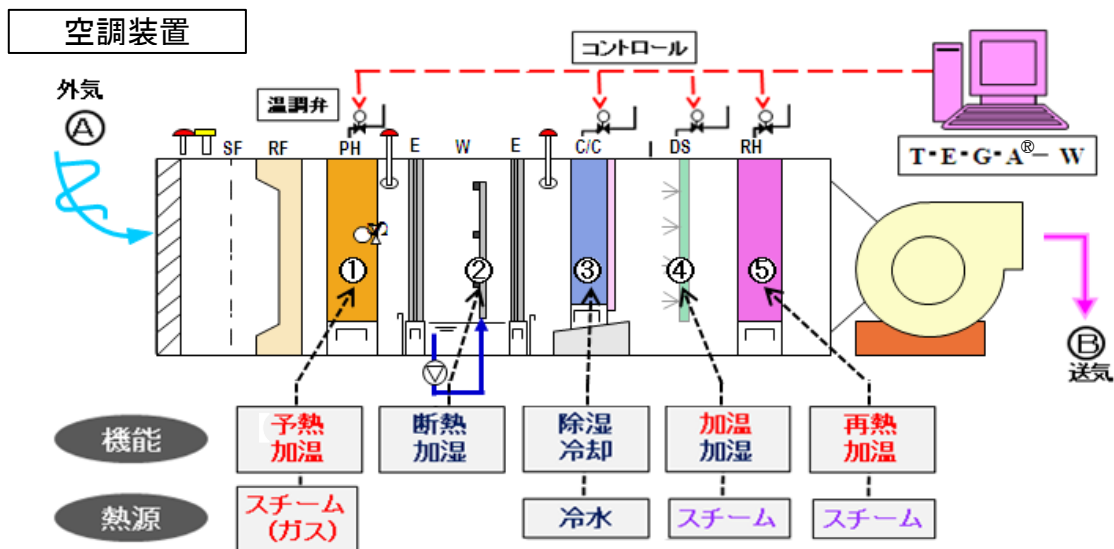 空調装置
コントロール
外気
Ⓐ
温調弁
SF RF PH E W E C/C I DS RH
T・E・G・A®－W
① ② ③ ④ ⑤
Ⓑ
送気
機能
予熱
加温
断熱
加湿
除湿
冷却
加温
加湿
再熱
加温
熱源
スチーム
(ガス)
冷水
スチーム
スチーム